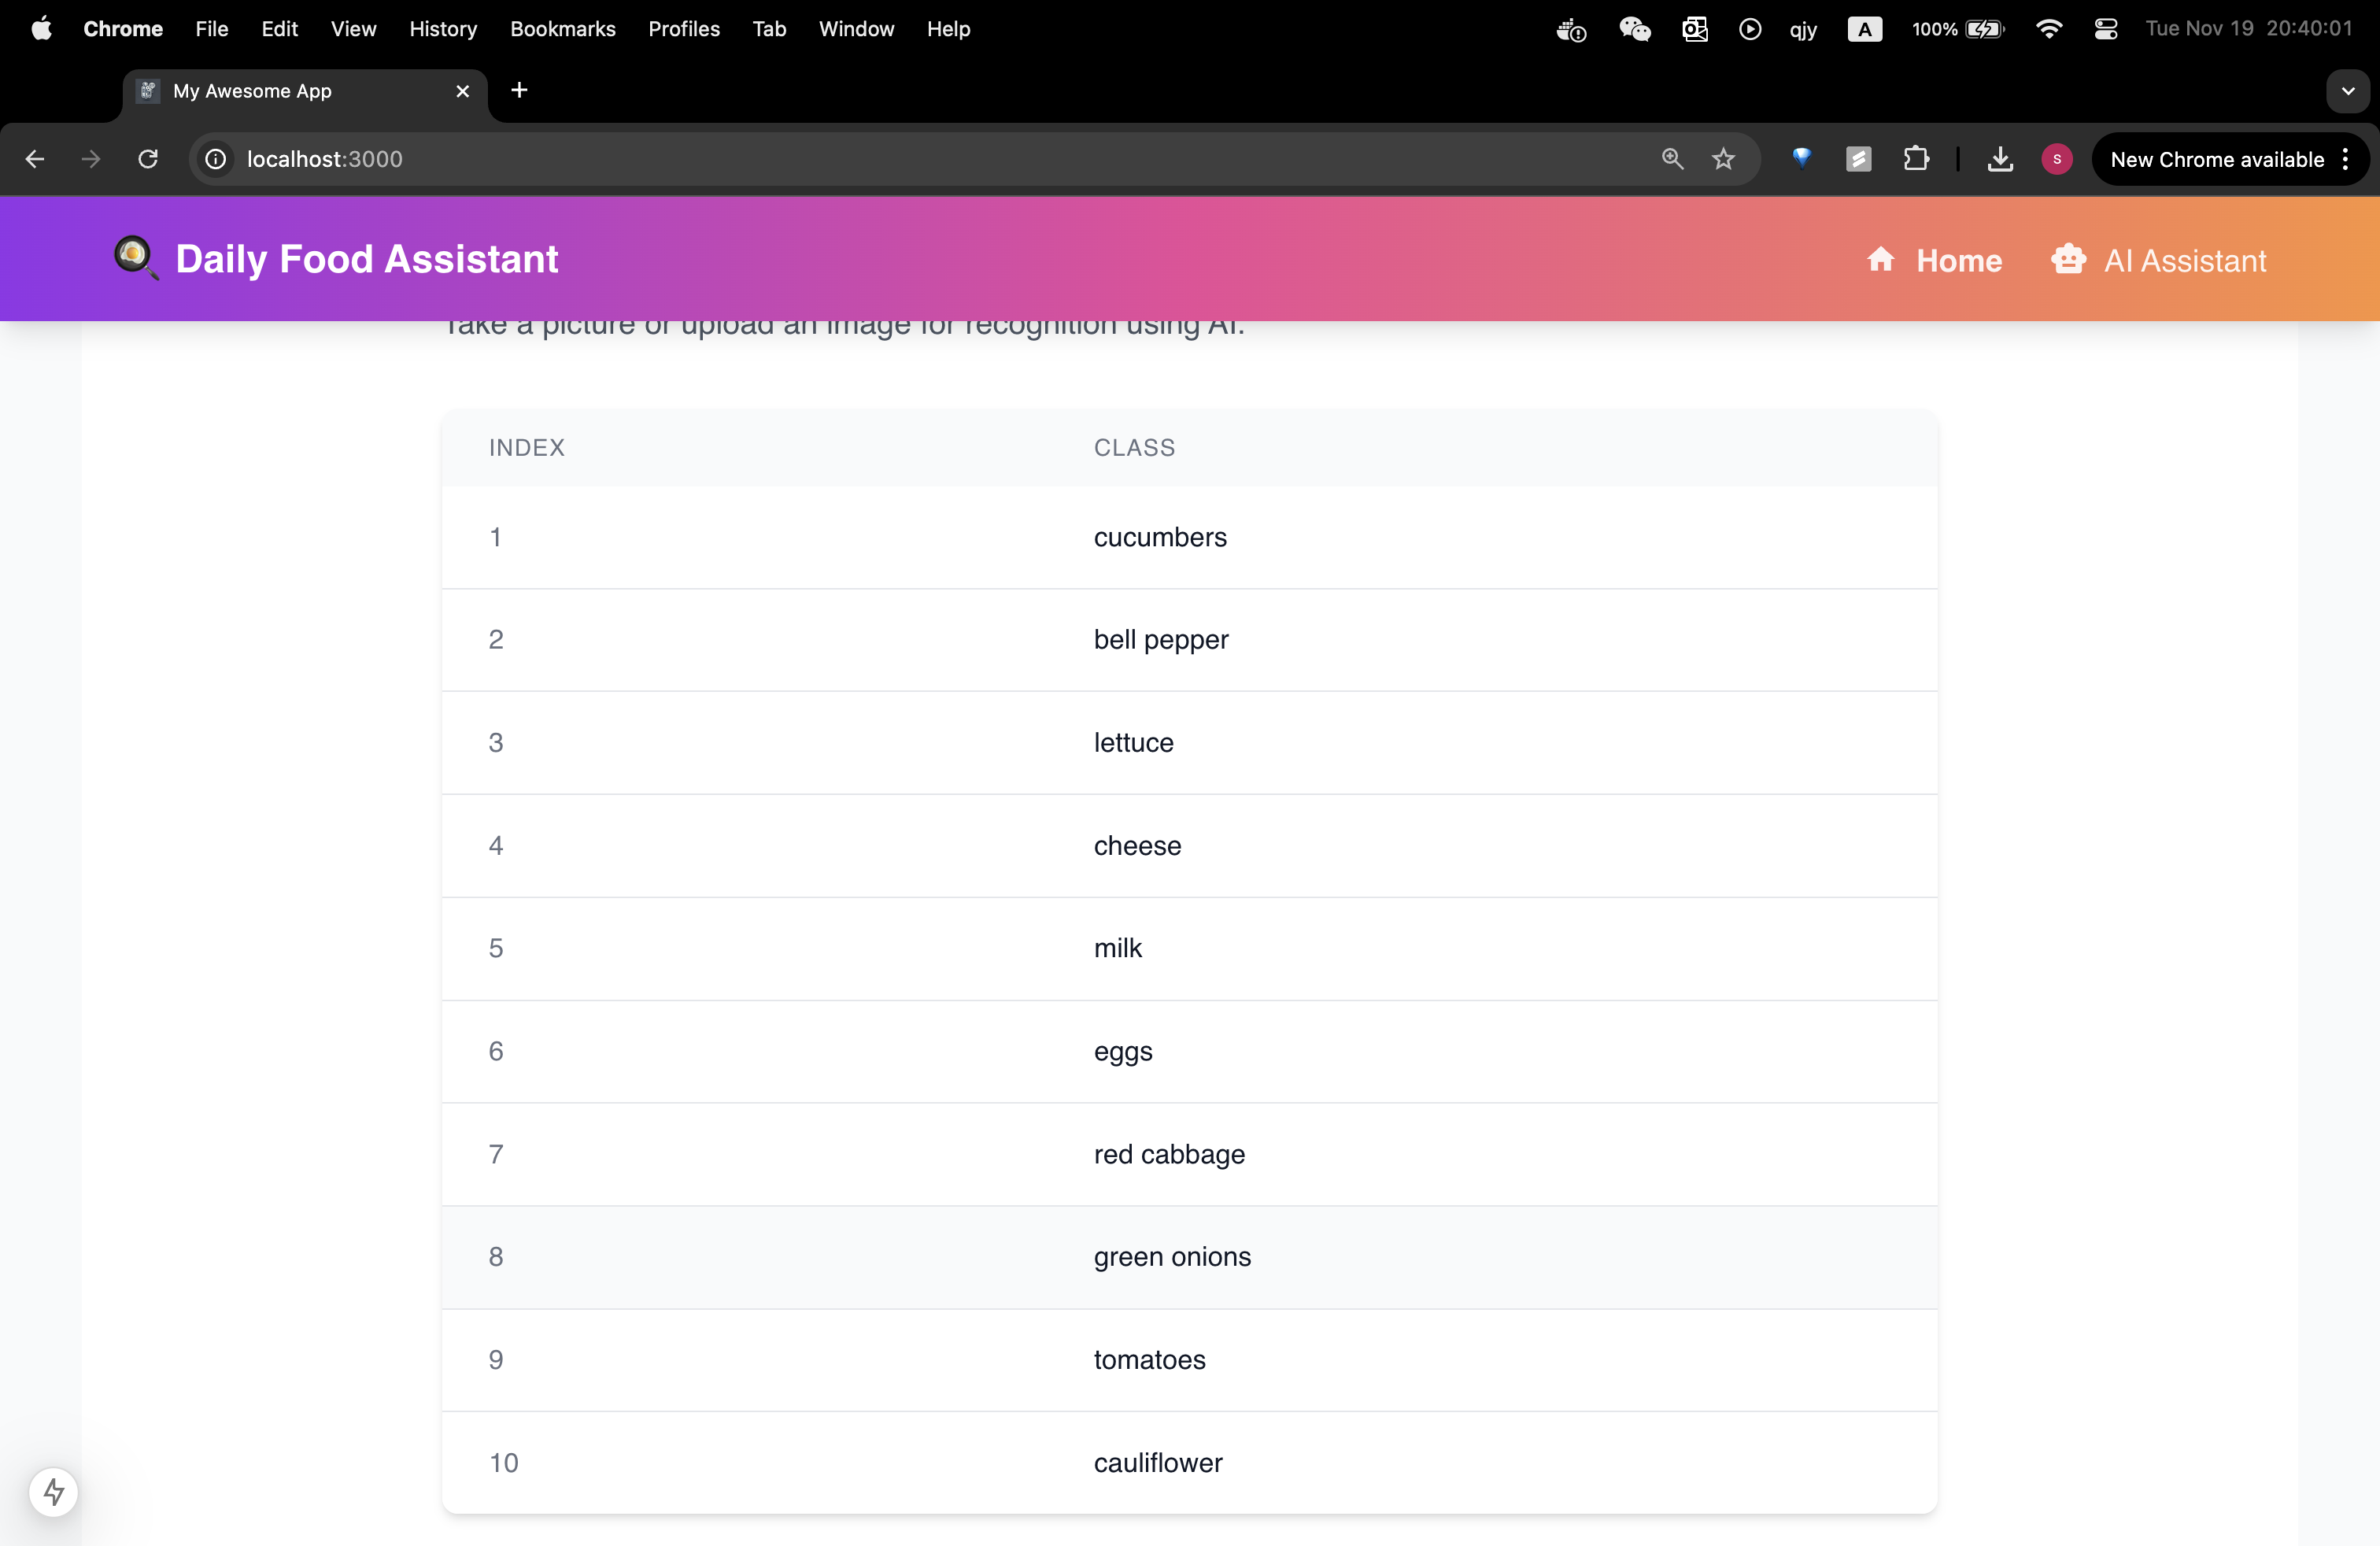 Chrome File Edit View History Bookmarks Profiles Tab Window Help qjy A 100% Tue Nov 19 20:40:01
My Awesome App
localhost:3000 S New Chrome available
Daily Food Assistant Home AI Assistant
Take a picture or upload an image for recognition using AI.
INDEX CLASS
1 cucumbers
2 bell pepper
3 lettuce
4 cheese
5 milk
6 eggs
7 red cabbage
8 green onions
9 tomatoes
10 cauliflower